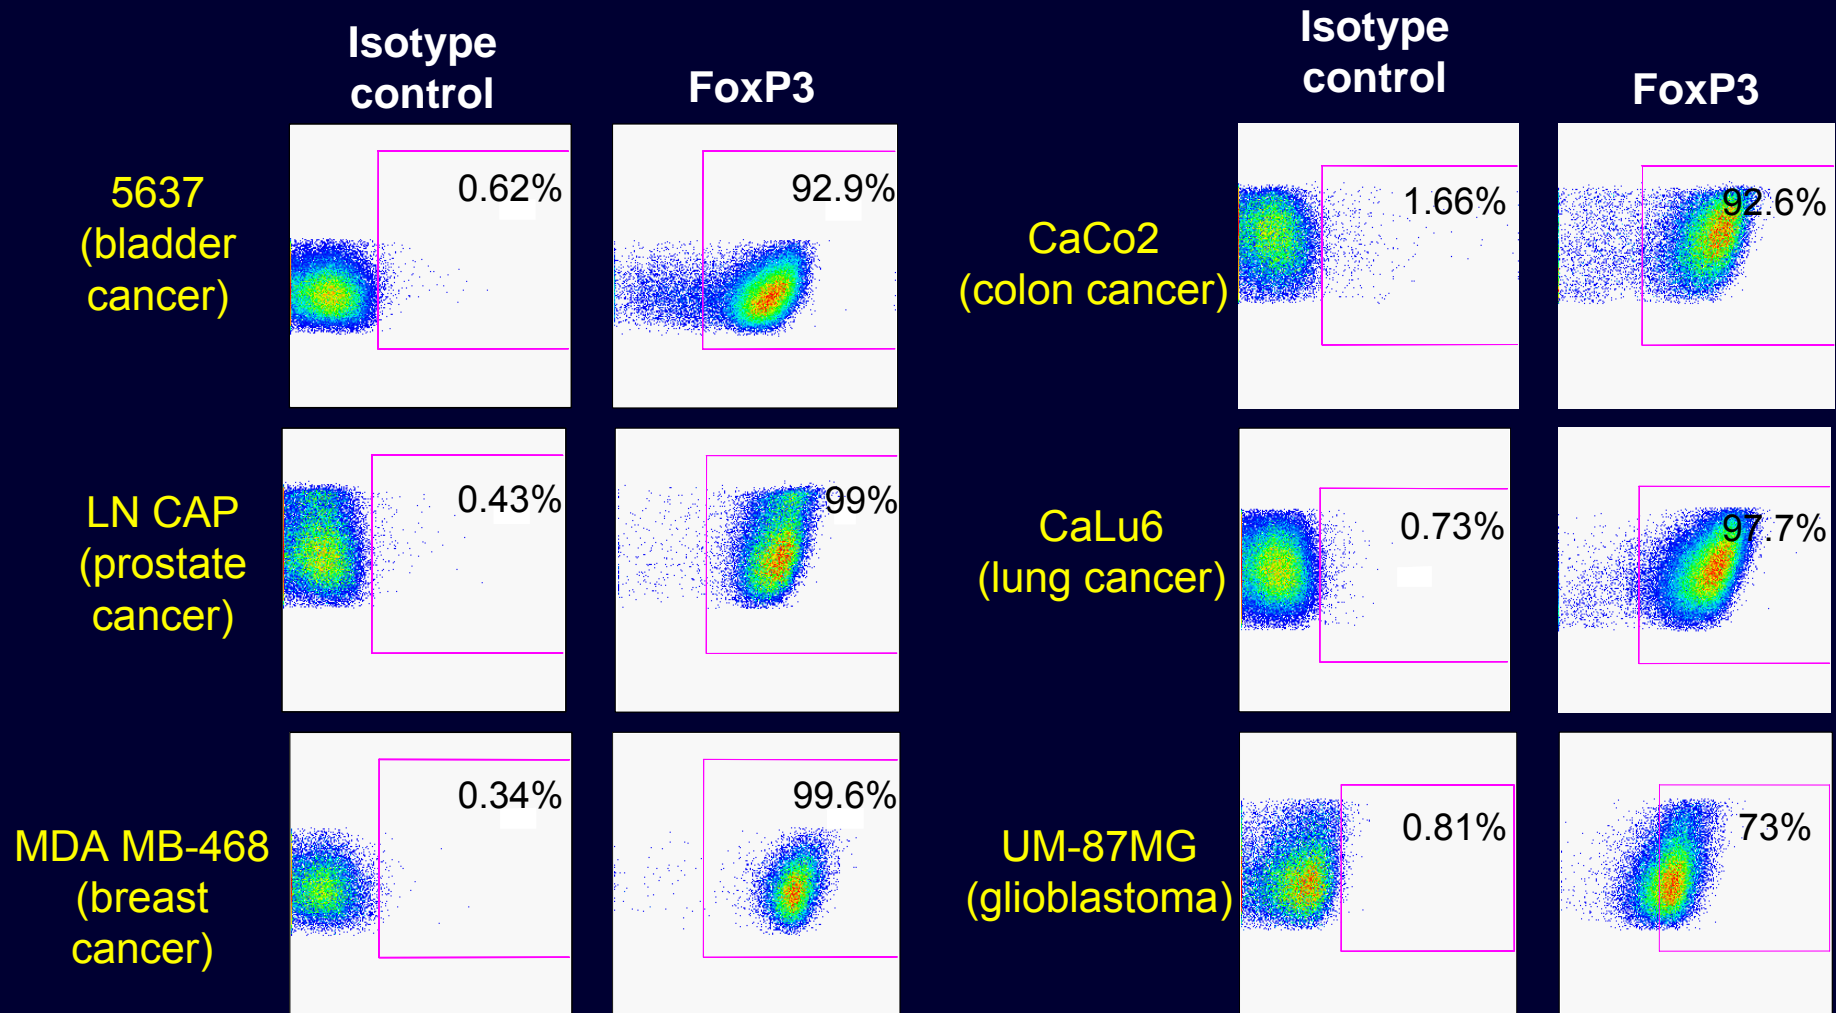 Isotype
control
FoxP3
Isotype
control
FoxP3
5637
(bladder
cancer)
0.62%
92.9%
CaCo2
(colon cancer)
1.66%
92.6%
LN CAP
(prostate
cancer)
0.43%
99%
CaLu6
(lung cancer)
0.73%
97.7%
MDA MB-468
(breast
cancer)
0.34%
99.6%
UM-87MG
(glioblastoma)
0.81%
73%